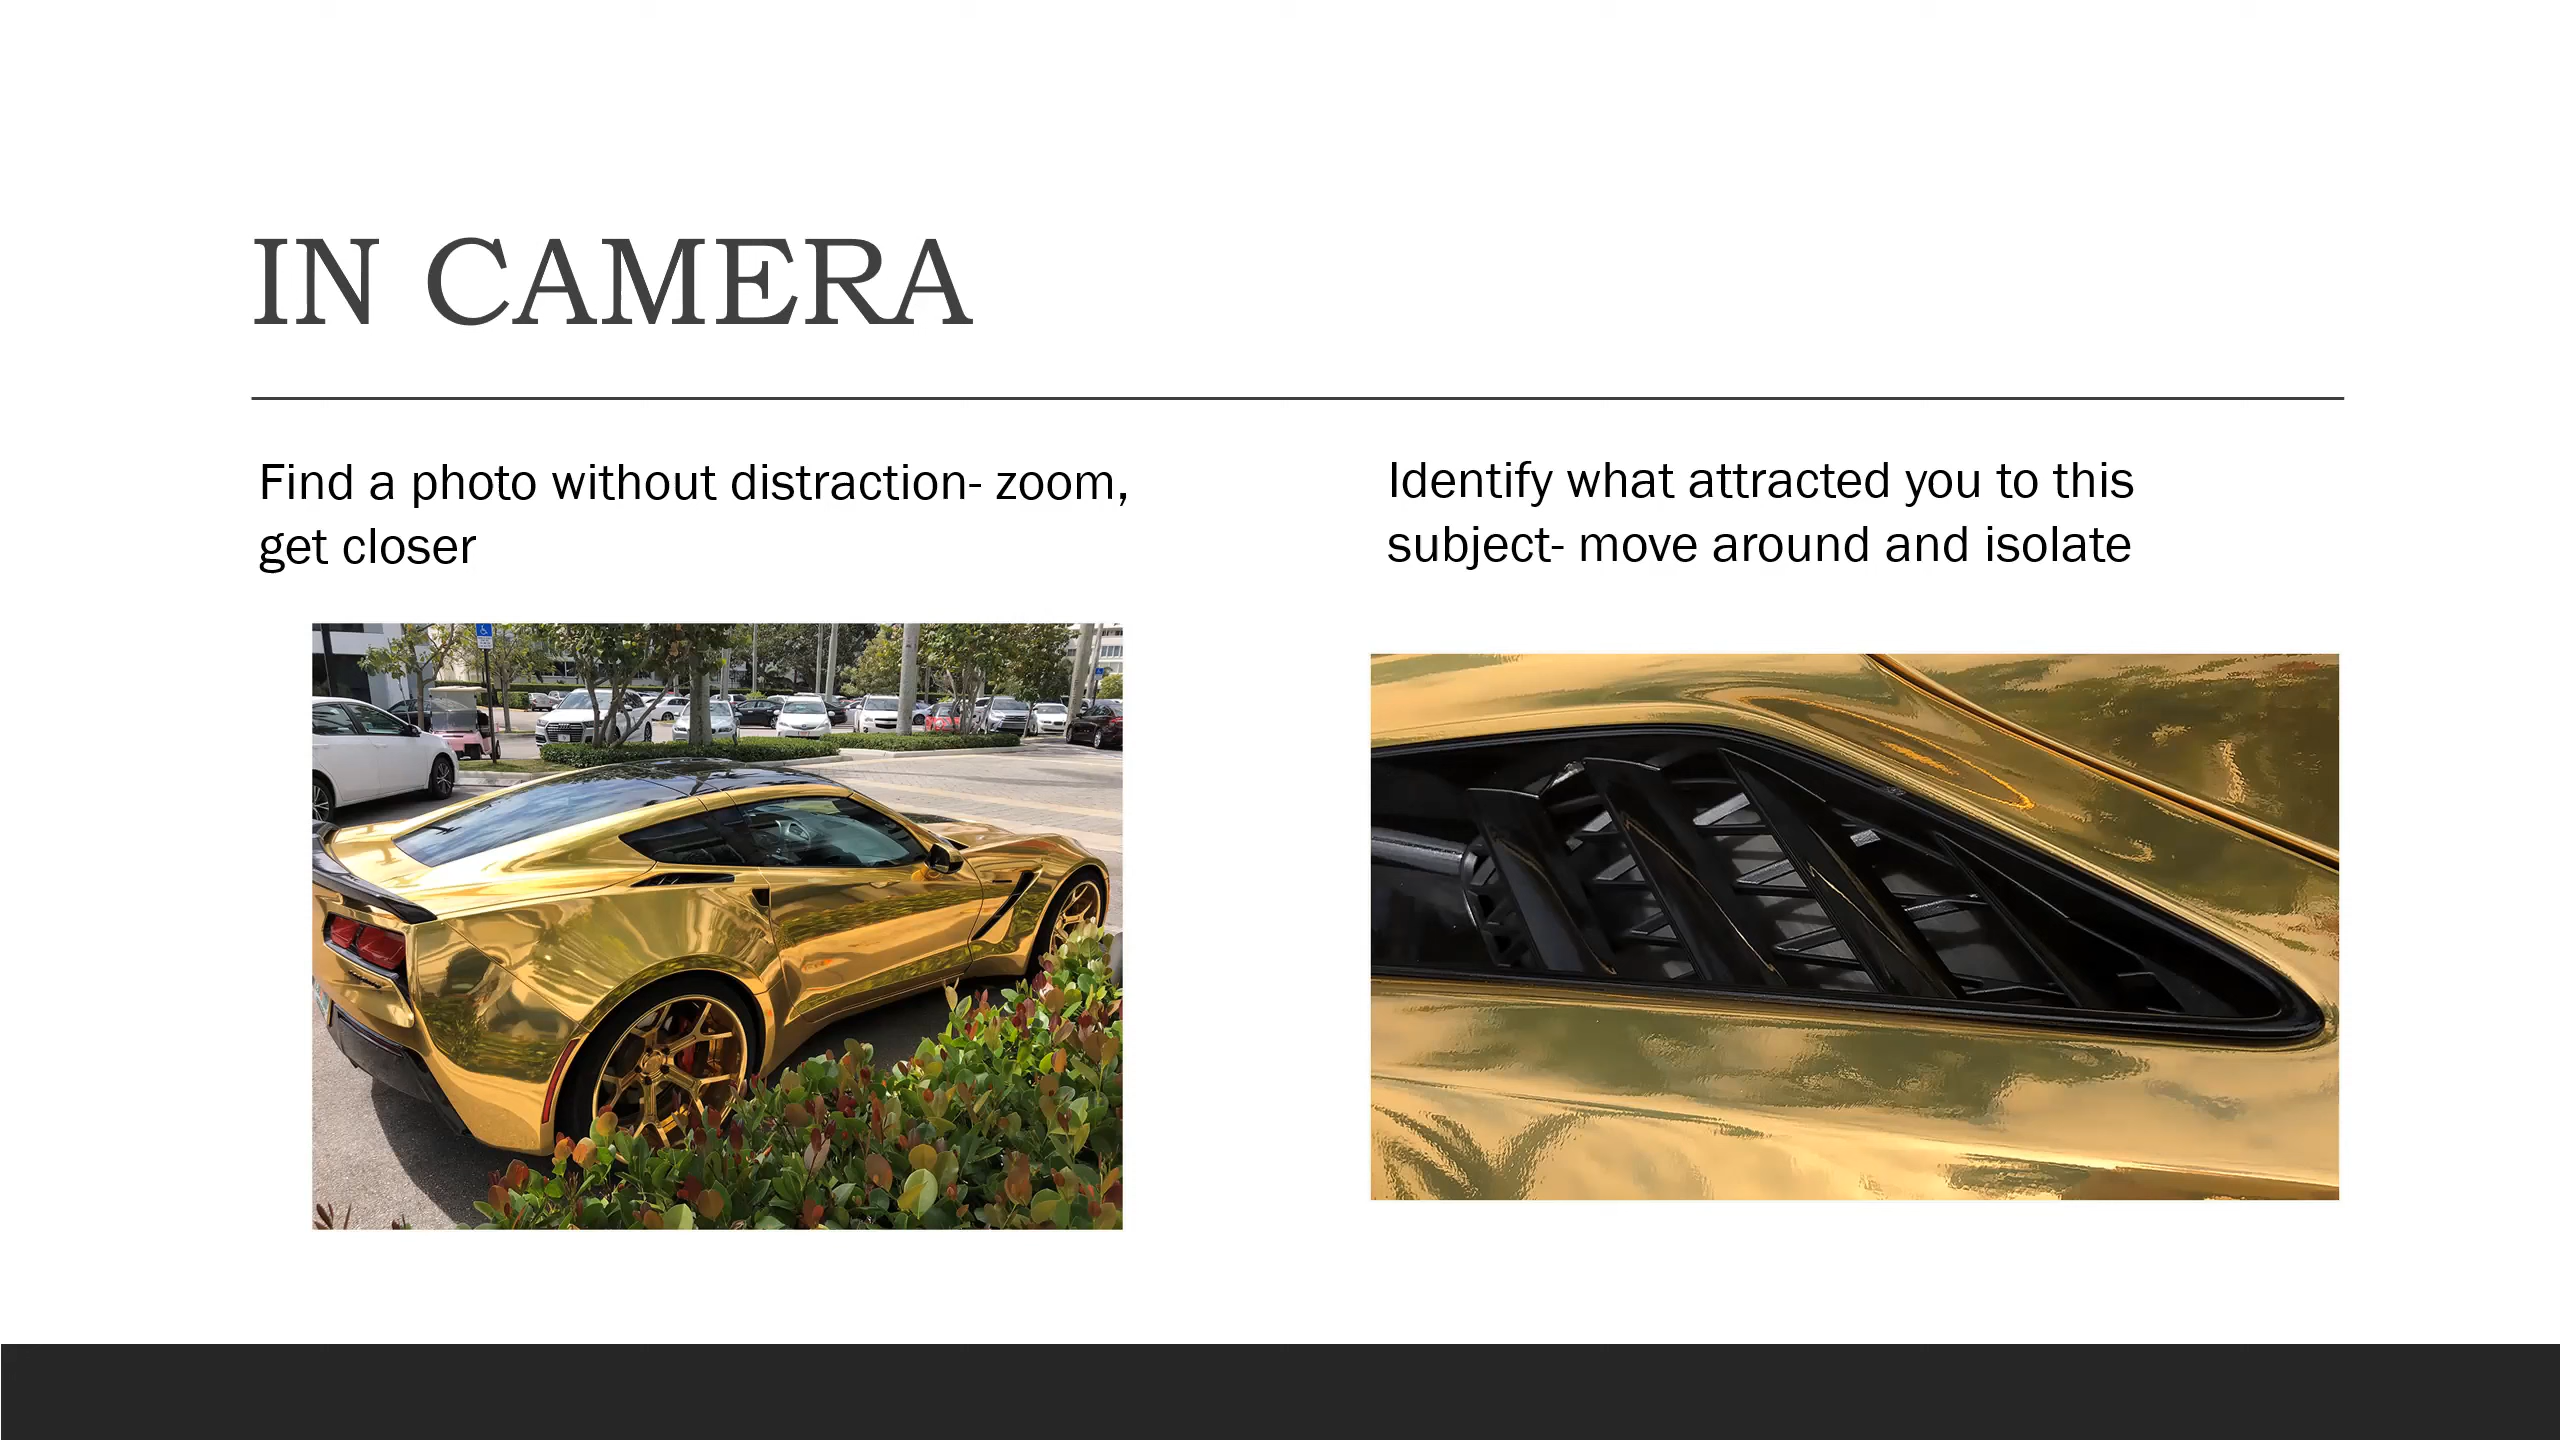 IN CAMERA
Find a photo without distraction- zoom,
get closer
Identify what attracted you to this
subject- move around and isolate